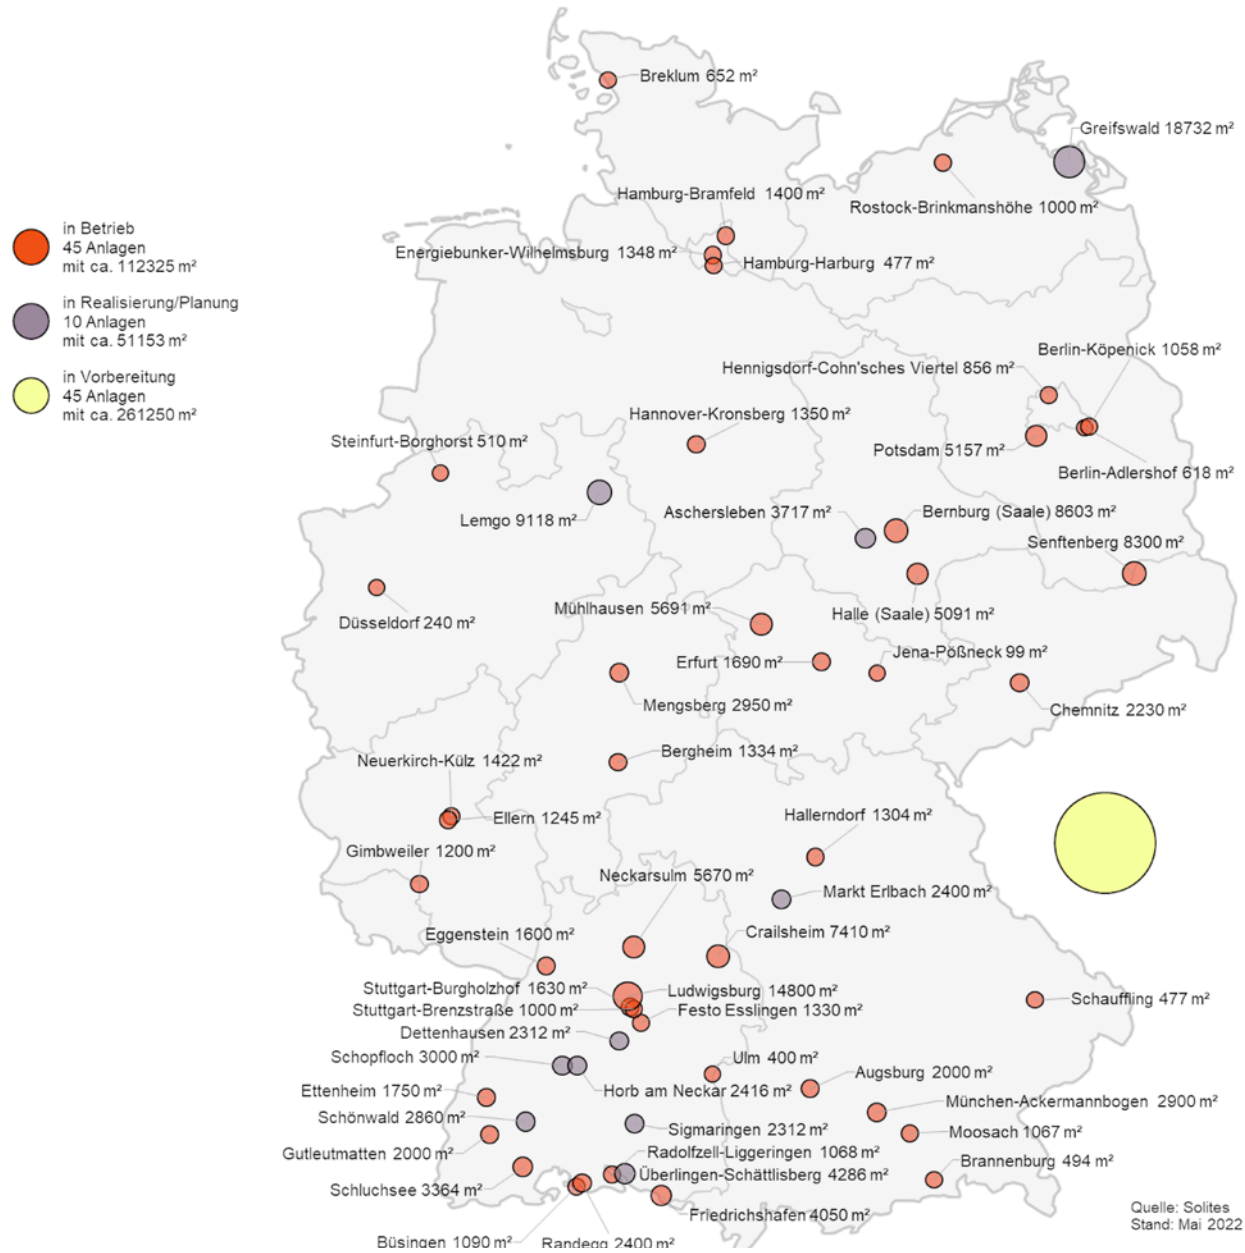 Breklum 652 m²
Greifswald 18732 m²
Hamburg-Bramfeld 1400 m²
Rostock-Brinkmanshöhe 1000 m²
in Betrieb
45 Anlagen
mit ca. 112325 m²
Energiebunker-Wilhelmsburg 1348 m²
Hamburg-Harburg 477 m²
in Realisierung/Planung
10 Anlagen
mit ca. 51153 m²
in Vorbereitung
45 Anlagen
mit ca. 261250 m²
Berlin-Köpenick 1058 m²
Hennigsdorf-Cohn'sches Viertel 856 m²
Hannover-Kronsberg 1350 m²
Steinfurt-Borghorst 510 m²
Potsdam 5157 m²
Berlin-Adlershof 618 m²
Lemgo 9118 m²
Aschersleben 3717 m²
Bernburg (Saale) 8603 m²
Senftenberg 8300 m²
Mühlhausen 5691 m²
Halle (Saale) 5091 m²
Düsseldorf 240 m²
Erfurt 1690 m²
Jena-Pößneck 99 m²
Mengsberg 2950 m²
Chemnitz 2230 m²
Bergheim 1334 m²
Neuerkirch-Külz 1422 m²
Ellern 1245 m²
Hallerndorf 1304 m²
Gimbweiler 1200 m²
Neckarsulm 5670 m²
Markt Erlbach 2400 m²
Eggenstein 1600 m²
Crailsheim 7410 m²
Stuttgart-Burgholzhof 1630 m²
Ludwigsburg 14800 m²
Schauffling 477 m²
Stuttgart-Brenzstraße 1000 m²
Festo Esslingen 1330 m²
Dettenhausen 2312 m²
Schopfloch 3000 m²
Ulm 400 m²
Augsburg 2000 m²
Ettenheim 1750 m²
Horb am Neckar 2416 m²
München-Ackermannbogen 2900 m²
Schönwald 2860 m²
Sigmaringen 2312 m²
Moosach 1067 m²
Gutleutmatten 2000 m²
Radolfzell-Liggeringen 1068 m²
Brannenburg 494 m²
Überlingen-Schättlisberg 4286 m²
Schluchsee 3364 m²
Friedrichshafen 4050 m²
Quelle: Solites
Stand: Mai 2022
Büsingen 1090 m²
Randegg 2400 m²